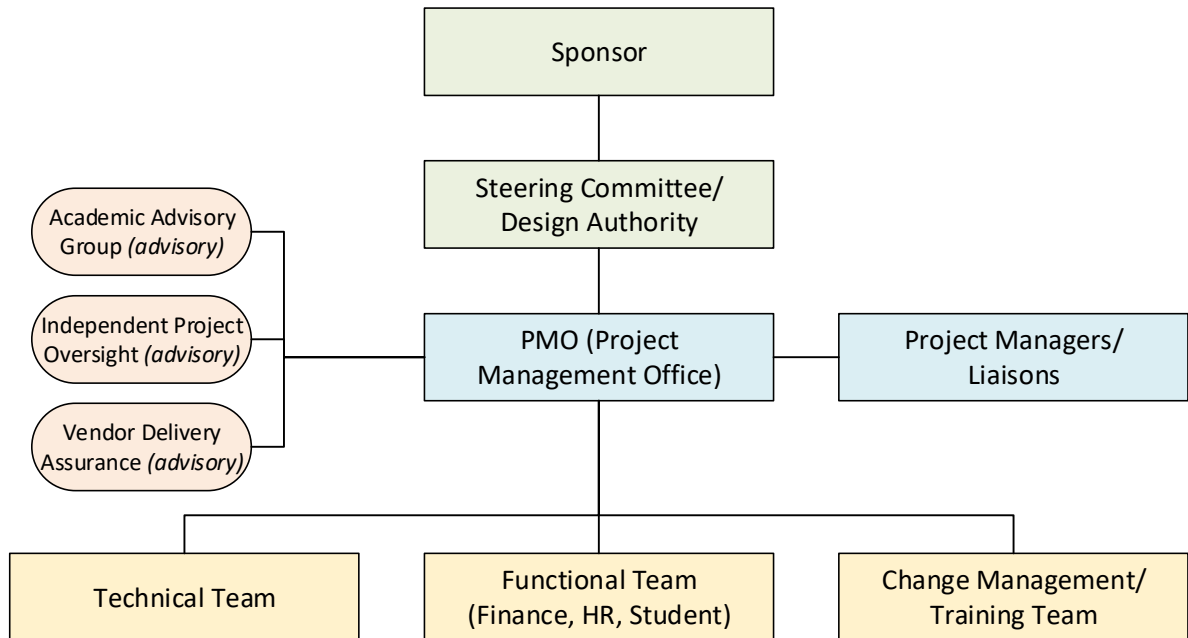 Sponsor
Steering Committee/
Design Authority
Academic Advisory
Group (advisory)
Independent Project
Oversight (advisory)
Vendor Delivery
Assurance (advisory)
PMO (Project
Management Office)
Project Managers/
Liaisons
Technical Team
Functional Team
(Finance, HR, Student)
Change Management/
Training Team